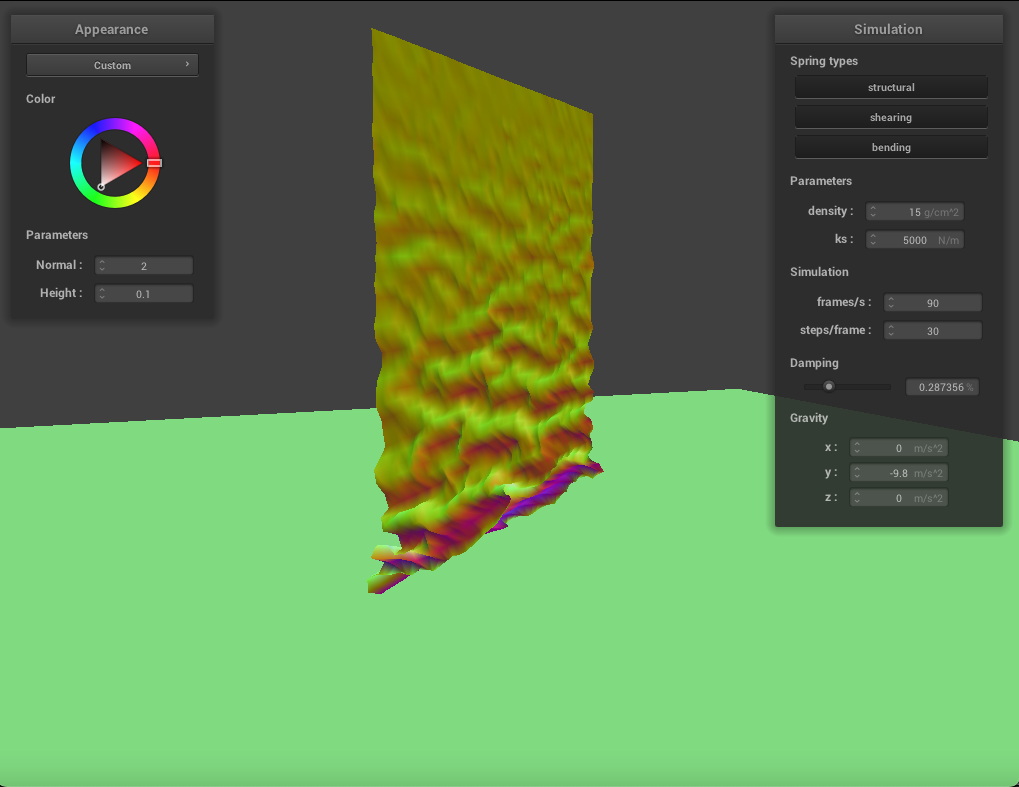 Appearance
Custom
Color
Parameters
Normal : 2
Height : 0.1
Simulation
Spring types
structural
shearing
bending
Parameters
density : 15 g/cm^2
ks : 5000 N/m
Simulation
frames/s : 90
steps/frame : 30
Damping
0.287356 %
Gravity
x : 0 m/s^2
y : -9.8 m/s^2
z : 0 m/s^2